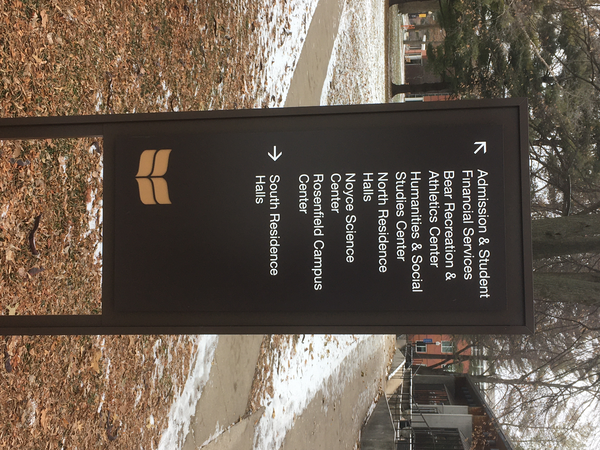 Admission & Student
Financial Services
Bear Recreation &
Athletics Center
Humanities & Social
Studies Center
North Residence
Halls
Noyce Science
Center
Rosenfield Campus
Center
South Residence
Halls